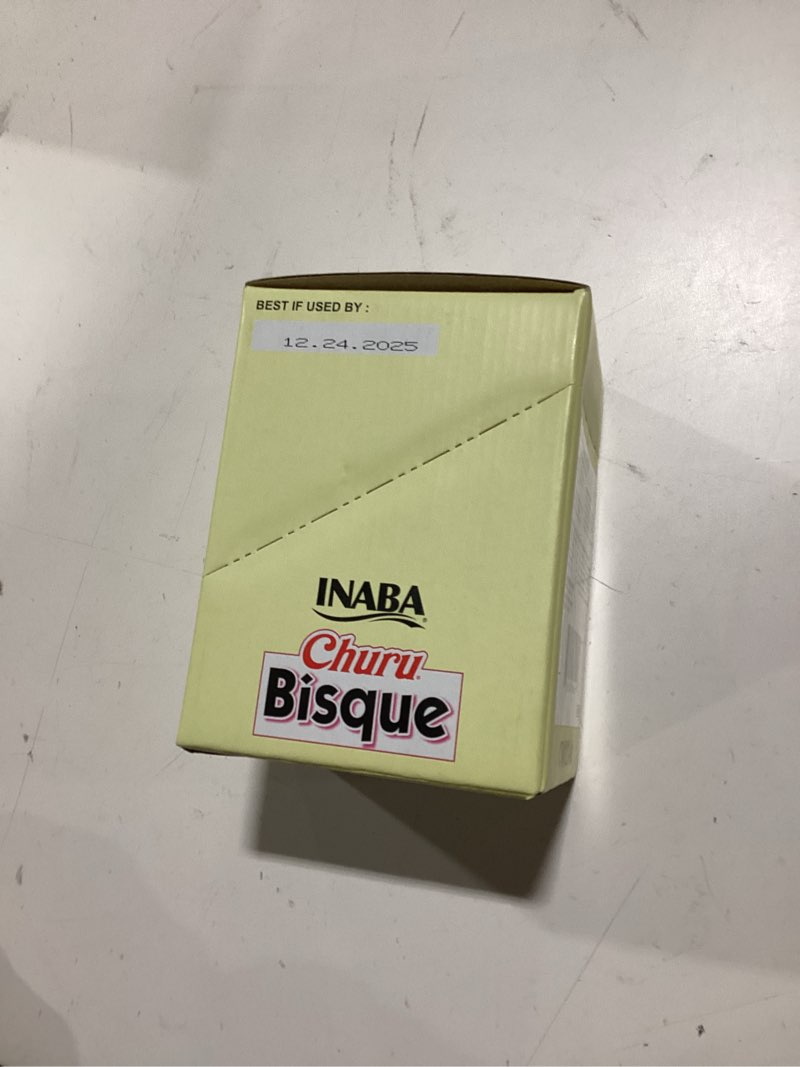 BEST IF USED BY :
12.24.2025
INABA
Churu
Bisque